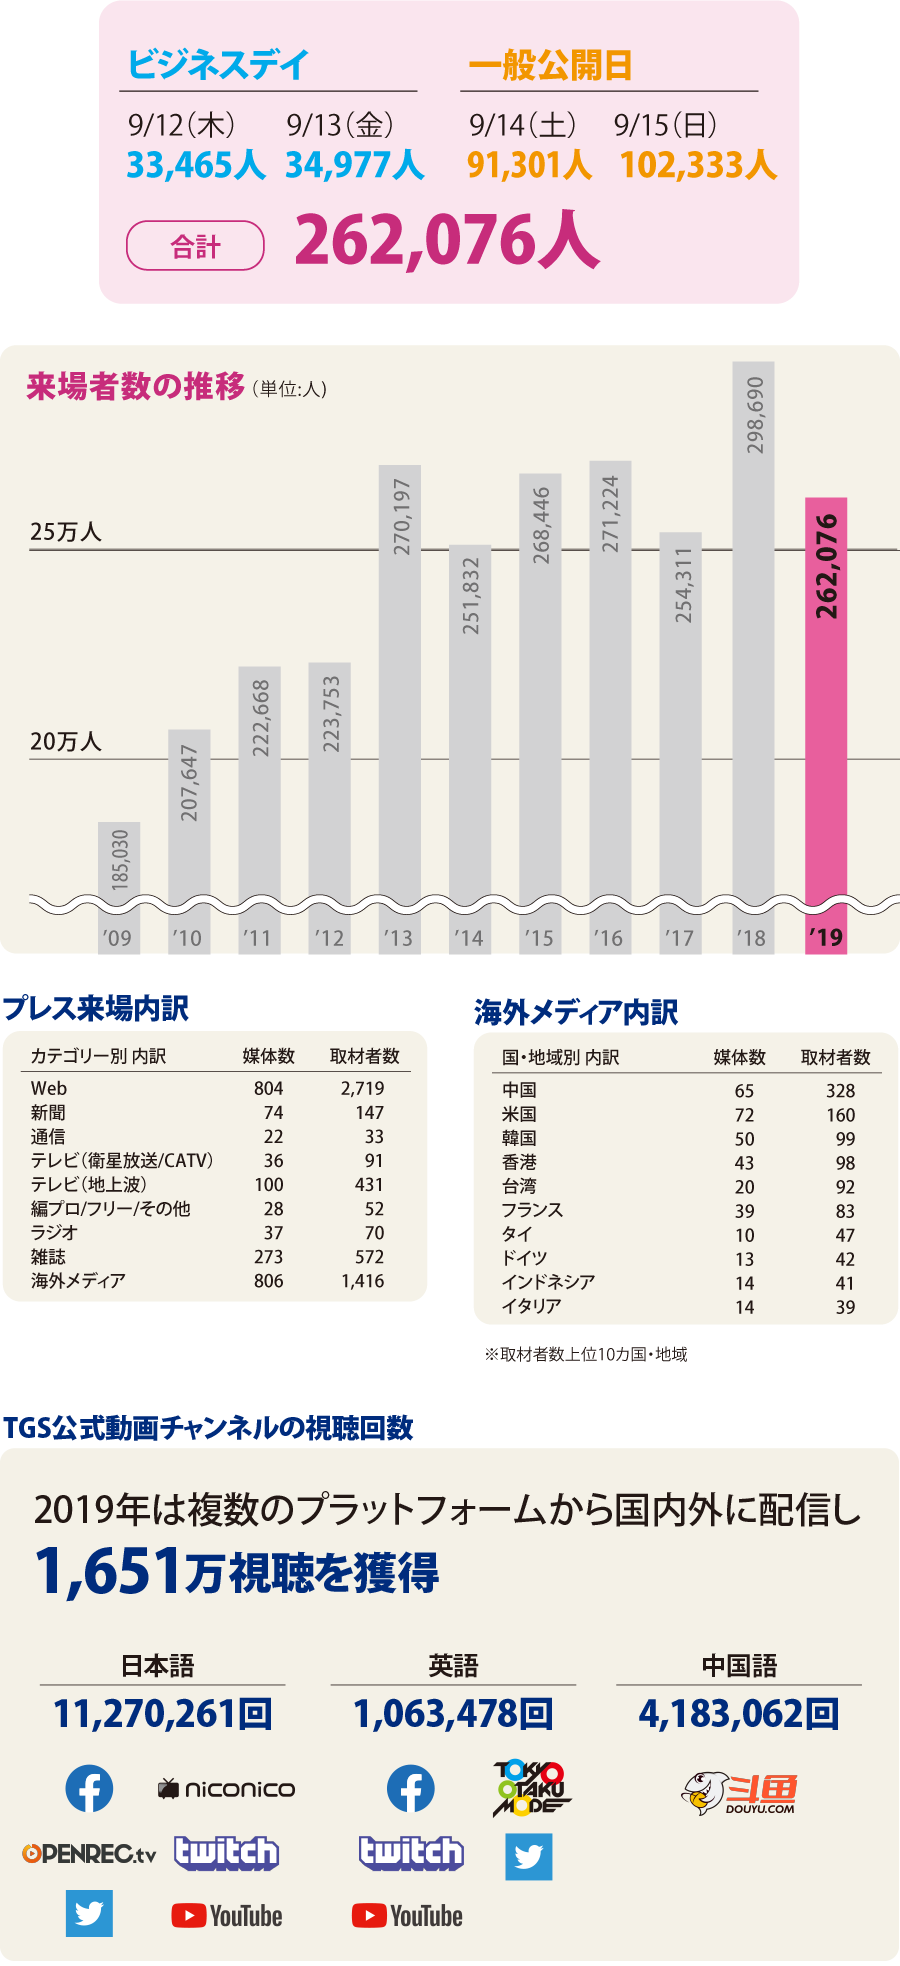 ビジネスデイ 一般公開日
9/12（木） 9/13（金） 9/14（土） 9/15（日）
33,465人 34,977人 91,301人 102,333人
合計 262,076人
来場者数の推移（単位:人）
25万人
20万人
185,030
207,647
222,668
223,753
270,197
251,832
268,446
271,224
254,311
298,690
262,076
’09 ’10 ’11 ’12 ’13 ’14 ’15 ’16 ’17 ’18 ’19
プレス来場内訳
カテゴリー別 内訳 媒体数 取材者数
Web 804 2,719
新聞 74 147
通信 22 33
テレビ（衛星放送/CATV） 36 91
テレビ（地上波） 100 431
編プロ/フリー/その他 28 52
ラジオ 37 70
雑誌 273 572
海外メディア 806 1,416
海外メディア内訳
国・地域別 内訳 媒体数 取材者数
中国 65 328
米国 72 160
韓国 50 99
香港 43 98
台湾 20 92
フランス 39 83
タイ 10 47
ドイツ 13 42
インドネシア 14 41
イタリア 14 39
※取材者数上位10カ国・地域
TGS公式動画チャンネルの視聴回数
2019年は複数のプラットフォームから国内外に配信し
1,651万視聴を獲得
日本語 英語 中国語
11,270,261回 1,063,478回 4,183,062回
niconico
OPENREC.tv twitch
YouTube
TOKYO
OTAKU
MODE
twitch
YouTube
斗鱼
DOUYU.COM